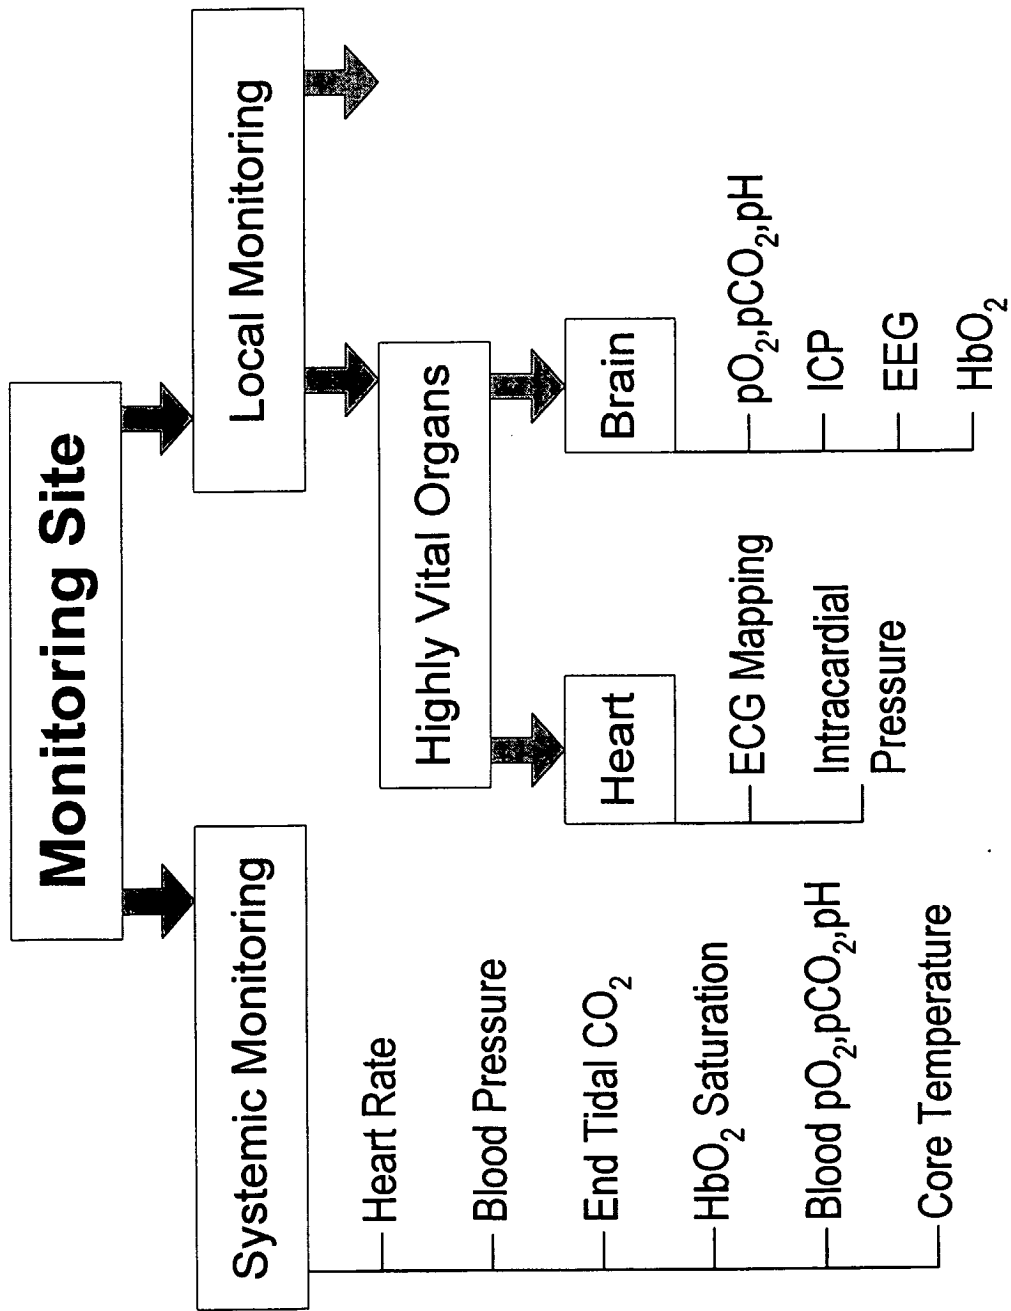 Monitoring Site
Systemic Monitoring
Heart Rate
Blood Pressure
End Tidal CO₂
HbO₂ Saturation
Blood pO₂,pCO₂,pH
Core Temperature
Local Monitoring
Highly Vital Organs
Heart
ECG Mapping
Intracardial
Pressure
Brain
pO₂,pCO₂,pH
ICP
EEG
HbO₂